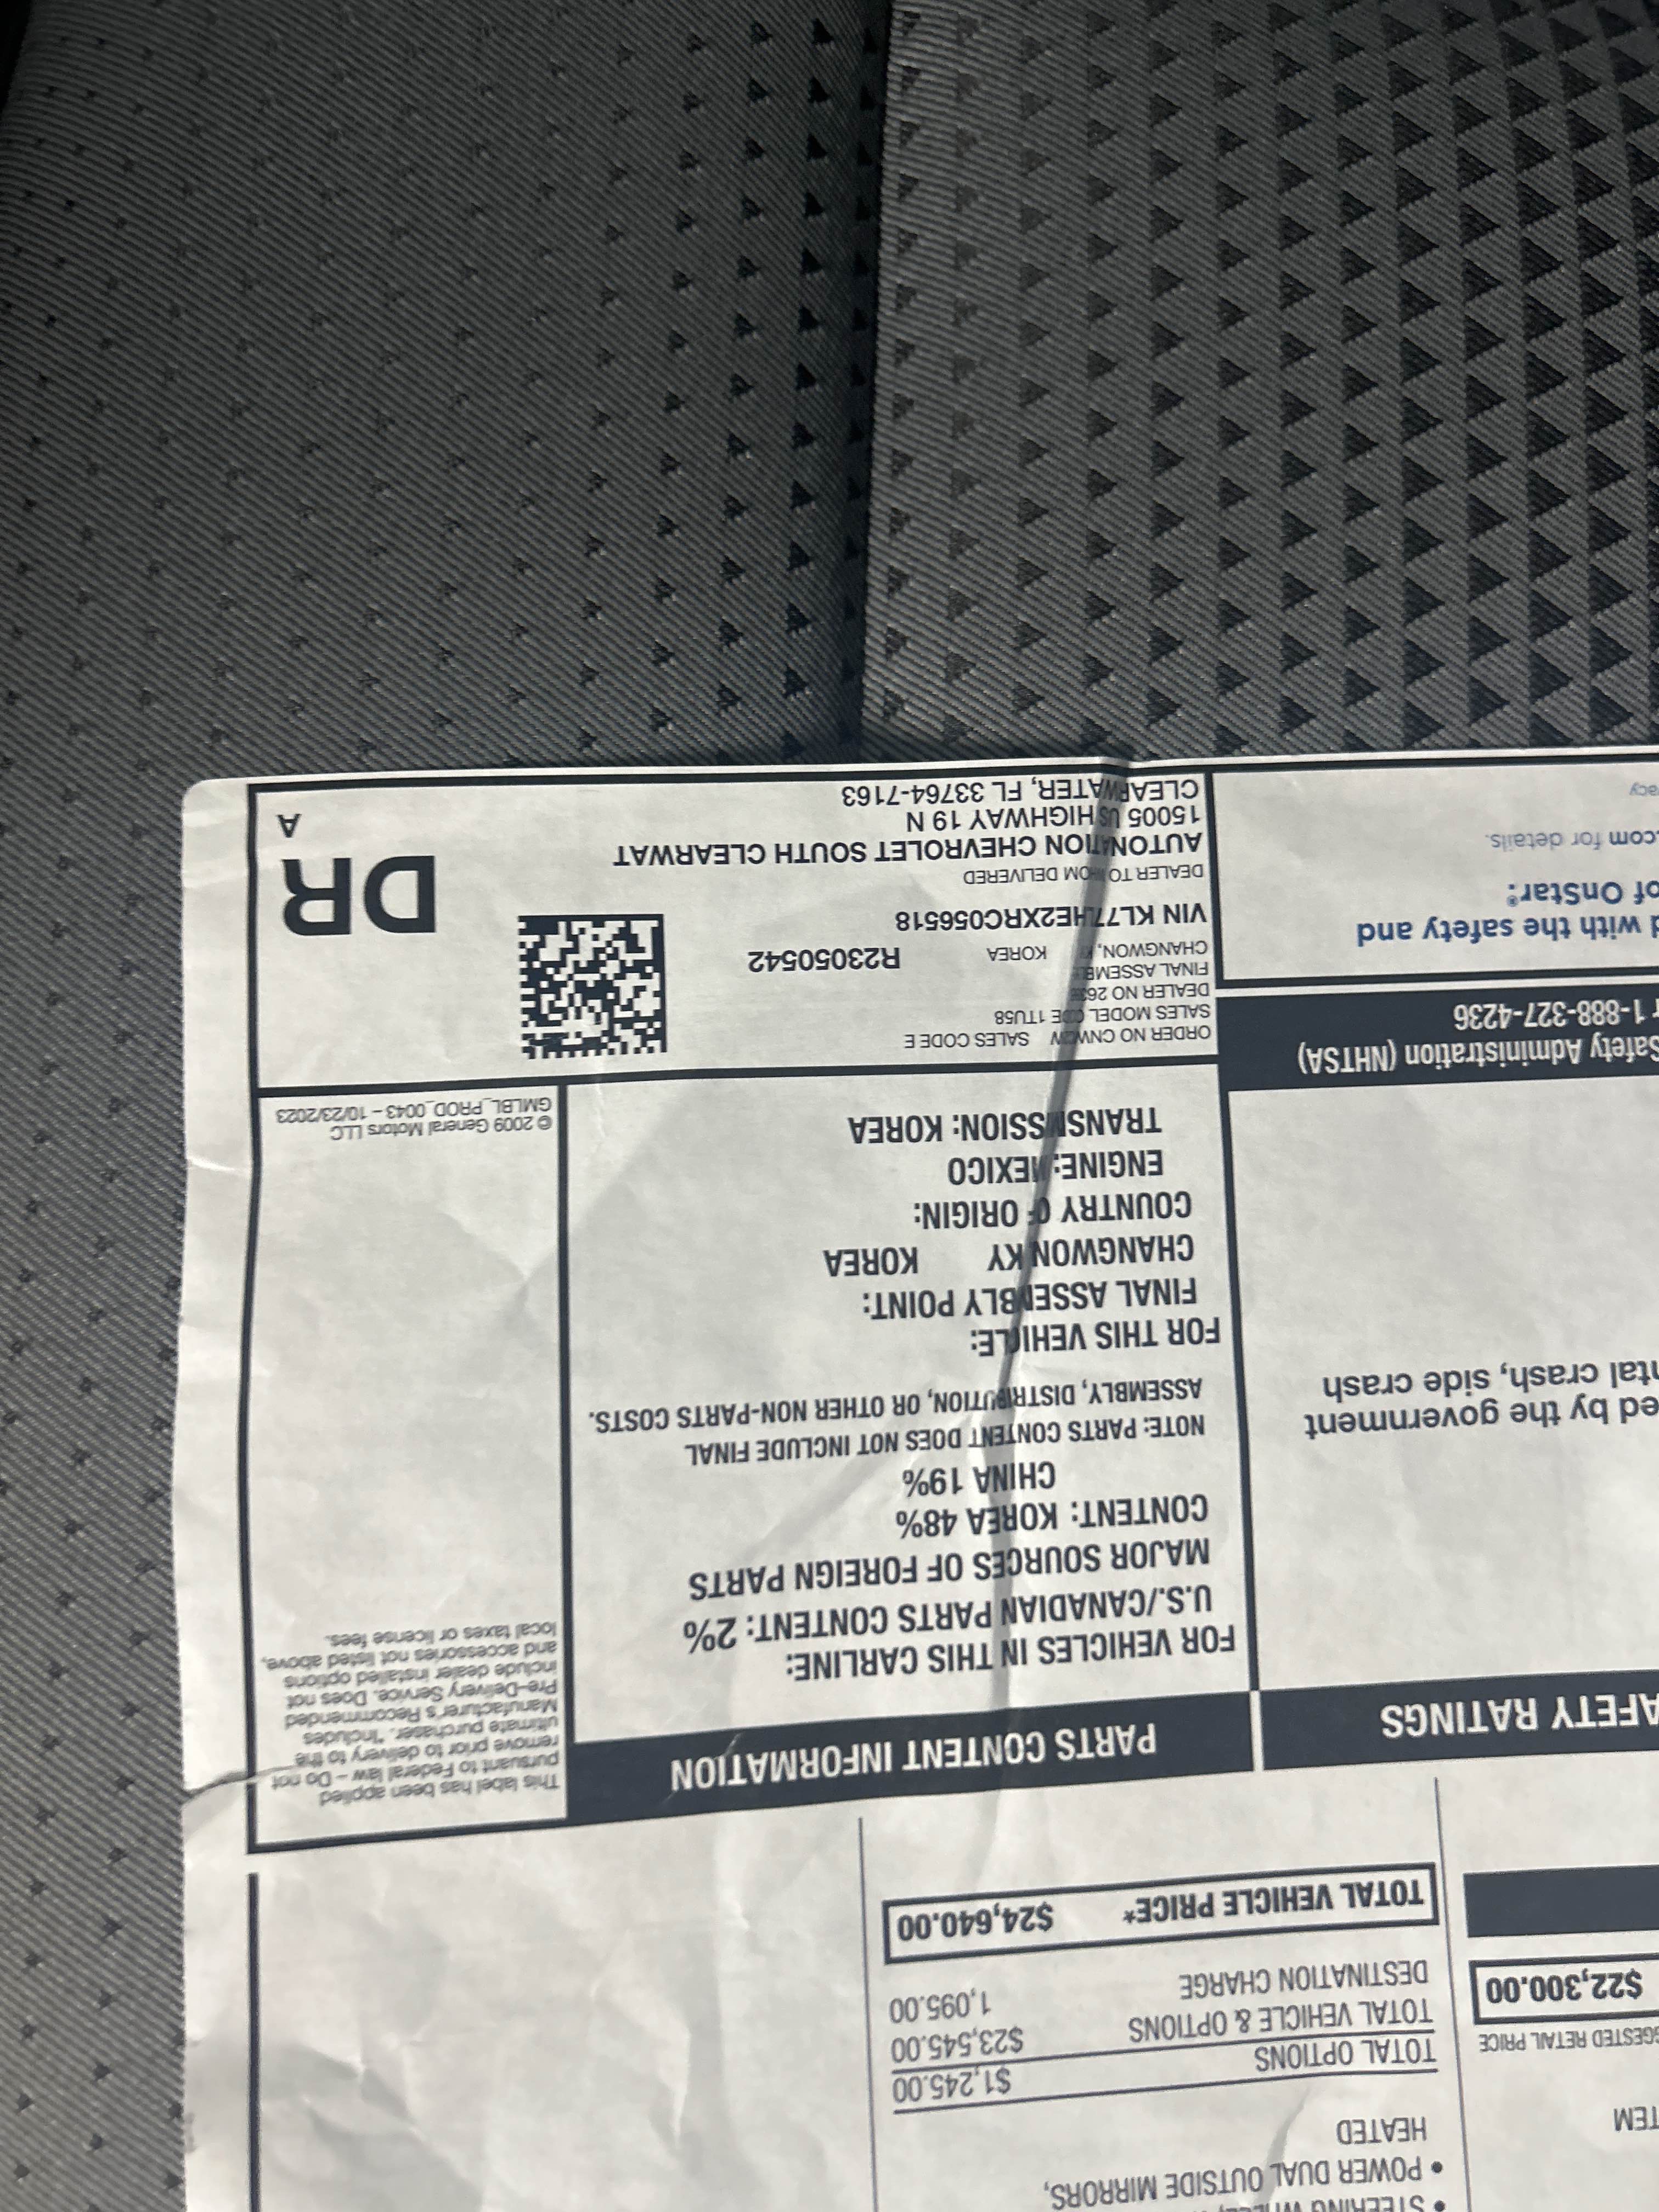 • STEERING WHEEL,
• POWER DUAL OUTSIDE MIRRORS,
HEATED
TEM
GGESTED RETAIL PRICE
$22,300.00
TOTAL OPTIONS $1,245.00
TOTAL VEHICLE & OPTIONS $23,545.00
DESTINATION CHARGE 1,095.00
TOTAL VEHICLE PRICE* $24,640.00
AFETY RATINGS
ed by the government
ntal crash, side crash
Safety Administration (NHTSA)
r 1-888-327-4236
d with the safety and
of OnStar®
.com for details.
acy
PARTS CONTENT INFORMATION
FOR VEHICLES IN THIS CARLINE:
U.S./CANADIAN PARTS CONTENT: 2%
MAJOR SOURCES OF FOREIGN PARTS
CONTENT: KOREA 48%
CHINA 19%
NOTE: PARTS CONTENT DOES NOT INCLUDE FINAL
ASSEMBLY, DISTRIBUTION, OR OTHER NON-PARTS COSTS.
FOR THIS VEHICLE:
FINAL ASSEMBLY POINT:
CHANGWON KY KOREA
COUNTRY OF ORIGIN:
ENGINE: MEXICO
TRANSMISSION: KOREA
This label has been applied
pursuant to Federal law – Do not
remove prior to delivery to the
ultimate purchaser. *Includes
Manufacturer's Recommended
Pre-Delivery Service. Does not
include dealer installed options
and accessories not listed above,
local taxes or license fees.
© 2009 General Motors LLC
GMLBL_PROD_0043 – 10/23/2023
ORDER NO SALES CODE E
SALES MODEL CODE 1TU58
DEALER NO
FINAL ASSEMBLY
CHANGWON, KOREA
R23050542
VIN KL77LHE2XRC056518
DEALER TO WHOM DELIVERED
AUTONATION CHEVROLET SOUTH CLEARWAT
15005 US HIGHWAY 19 N
CLEARWATER, FL 33764-7163
DR
A